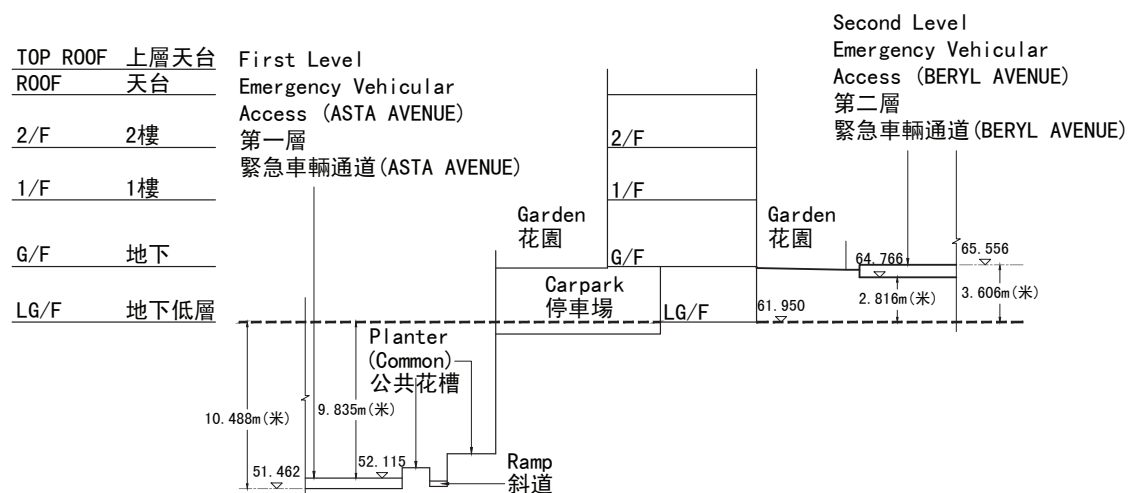 TOP ROOF 上層天台
ROOF 天台
2/F 2樓
1/F 1樓
G/F 地下
LG/F 地下低層
First Level
Emergency Vehicular
Access (ASTA AVENUE)
第一層
緊急車輛通道(ASTA AVENUE)
Second Level
Emergency Vehicular
Access (BERYL AVENUE)
第二層
緊急車輛通道(BERYL AVENUE)
2/F
1/F
G/F
LG/F
Garden
花園
Garden
花園
Carpark
停車場
64.766
65.556
2.816m(米)
3.606m(米)
61.950
Planter
(Common)
公共花槽
10.488m(米)
9.835m(米)
51.462
52.115
Ramp
斜道